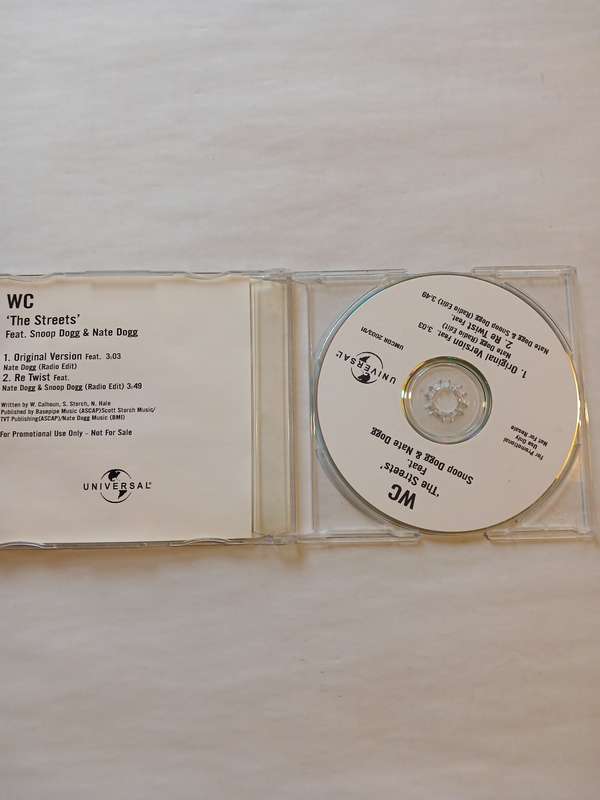 WC
'The Streets'
Feat. Snoop Dogg & Nate Dogg
1. Original Version Feat. 3:03
Nate Dogg (Radio Edit)
2. Re Twist Feat.
Nate Dogg & Snoop Dogg (Radio Edit) 3:49
Written by W. Calhoun, S. Storch, N. Hale
Published by Basepipe Music (ASCAP)Scott Storch Music/
TVT Publishing(ASCAP)/Nate Dogg Music (BMI)
For Promotional Use Only - Not For Sale
UNIVERSAL
WC
'The Streets'
Feat.
Snoop Dogg & Nate Dogg
UNIVERSAL
For Promotional
Use Only
Not For Resale
1. Original Version Feat. 3:03
Nate Dogg (Radio Edit)
2. Re Twist Feat.
Nate Dogg & Snoop Dogg (Radio Edit) 3:49